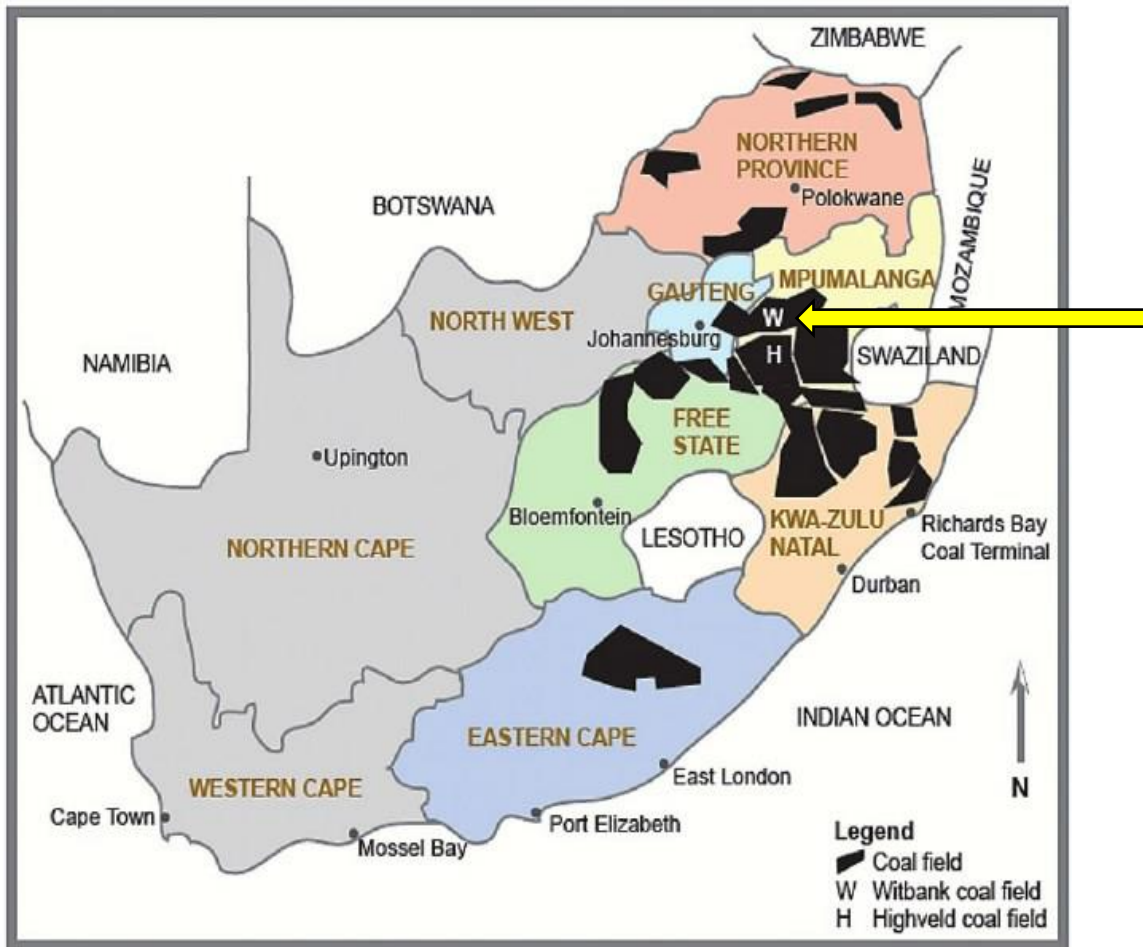 ZIMBABWE
NORTHERN
PROVINCE
Polokwane
BOTSWANA
MOZAMBIQUE
MPUMALANGA
GAUTENG
NORTH WEST
W
Johannesburg
H
SWAZILAND
NAMIBIA
FREE
STATE
Upington
Bloemfontein
LESOTHO
KWA-ZULU
NATAL
Richards Bay
Coal Terminal
NORTHERN CAPE
Durban
ATLANTIC
OCEAN
INDIAN OCEAN
EASTERN CAPE
East London
WESTERN CAPE
N
Cape Town
Port Elizabeth
Mossel Bay
Legend
Coal field
W Witbank coal field
H Highveld coal field